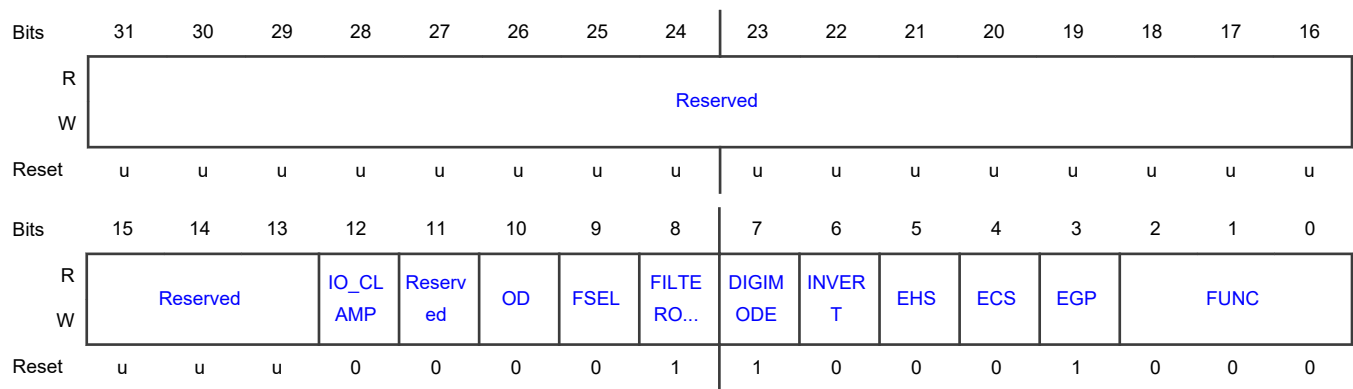 Bits 31 30 29 28 27 26 25 24 23 22 21 20 19 18 17 16
R
Reserved
W
Reset u u u u u u u u u u u u u u u u
Bits 15 14 13 12 11 10 9 8 7 6 5 4 3 2 1 0
R
W
Reserved
IO_CL
AMP
Reserv
ed
OD
FSEL
FILTE
RO...
DIGIM
ODE
INVER
T
EHS
ECS
EGP
FUNC
Reset u u u 0 0 0 0 1 1 0 0 0 1 0 0 0